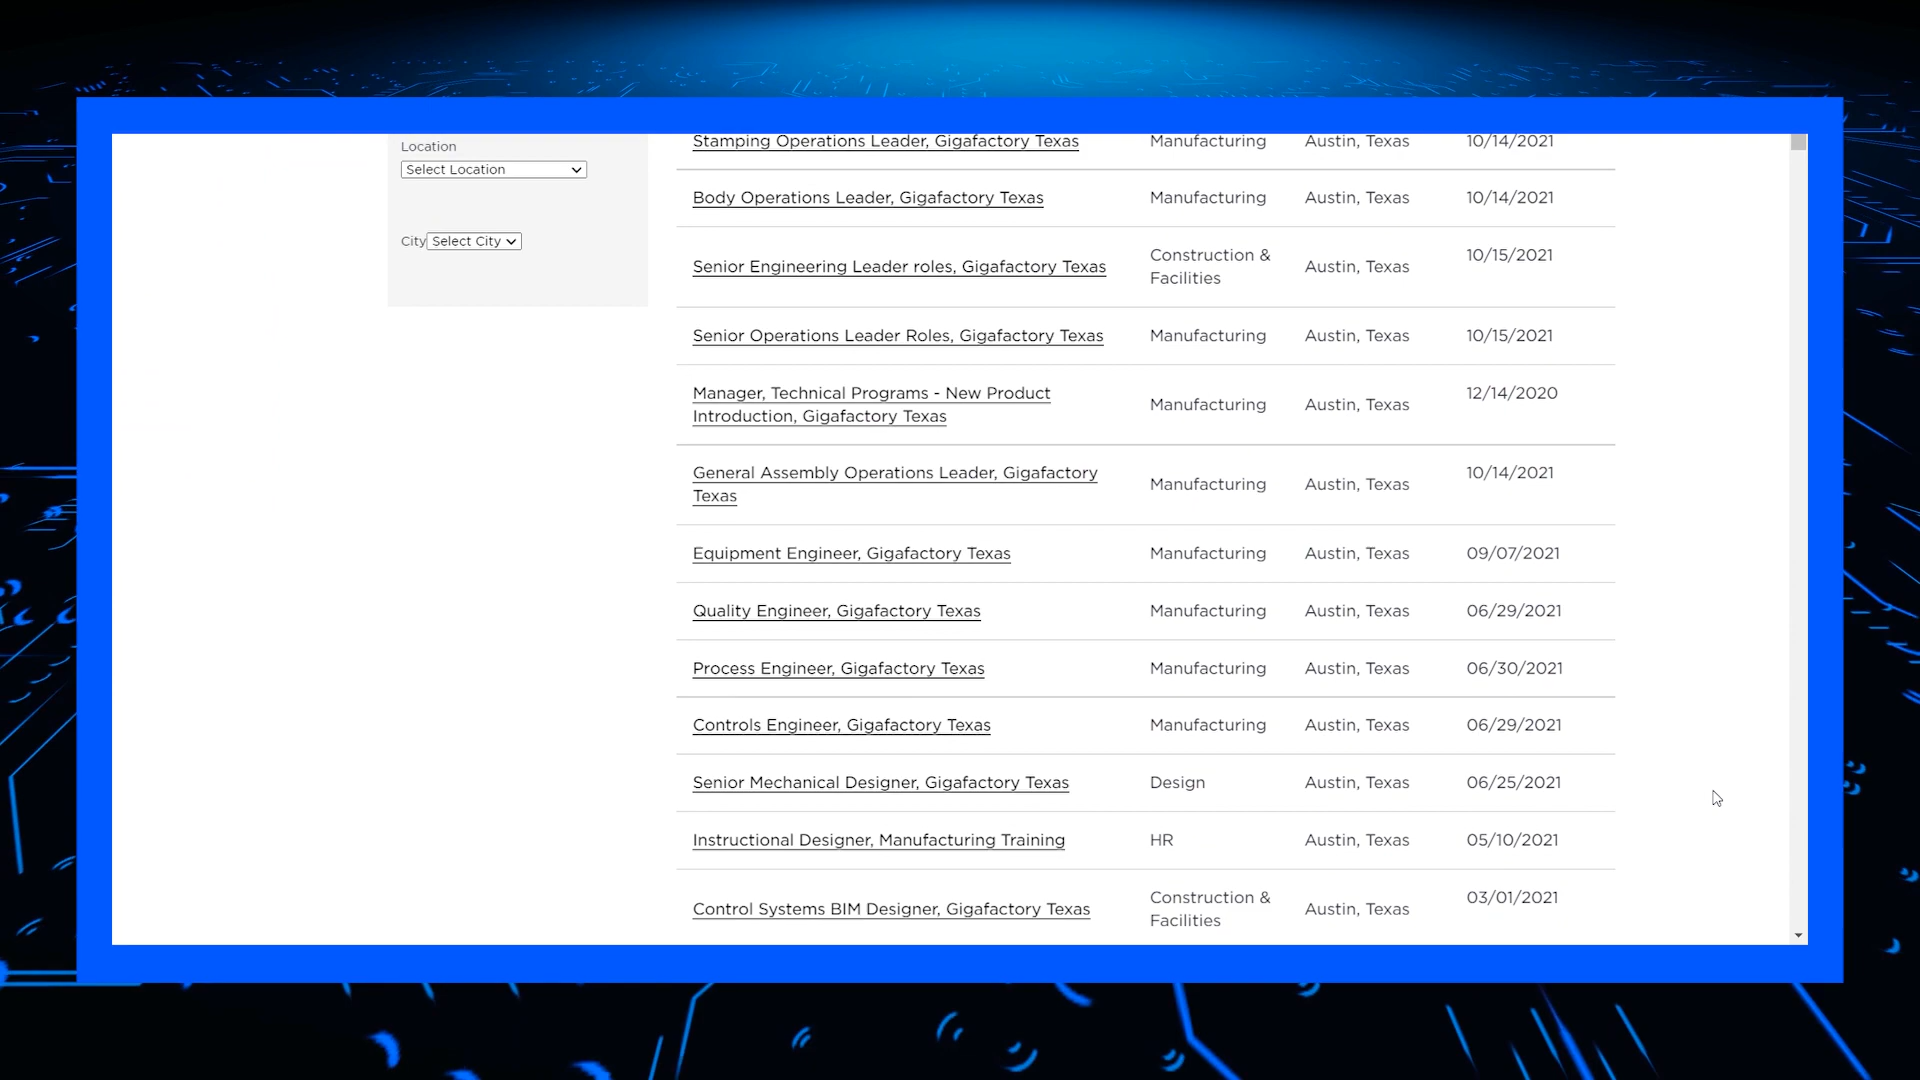 Location
Select Location
City Select City
Stamping Operations Leader, Gigafactory Texas Manufacturing Austin, Texas 10/14/2021
Body Operations Leader, Gigafactory Texas Manufacturing Austin, Texas 10/14/2021
Senior Engineering Leader roles, Gigafactory Texas Construction & Facilities Austin, Texas 10/15/2021
Senior Operations Leader Roles, Gigafactory Texas Manufacturing Austin, Texas 10/15/2021
Manager, Technical Programs - New Product
Introduction, Gigafactory Texas Manufacturing Austin, Texas 12/14/2020
General Assembly Operations Leader, Gigafactory
Texas Manufacturing Austin, Texas 10/14/2021
Equipment Engineer, Gigafactory Texas Manufacturing Austin, Texas 09/07/2021
Quality Engineer, Gigafactory Texas Manufacturing Austin, Texas 06/29/2021
Process Engineer, Gigafactory Texas Manufacturing Austin, Texas 06/30/2021
Controls Engineer, Gigafactory Texas Manufacturing Austin, Texas 06/29/2021
Senior Mechanical Designer, Gigafactory Texas Design Austin, Texas 06/25/2021
Instructional Designer, Manufacturing Training HR Austin, Texas 05/10/2021
Control Systems BIM Designer, Gigafactory Texas Construction & Facilities Austin, Texas 03/01/2021